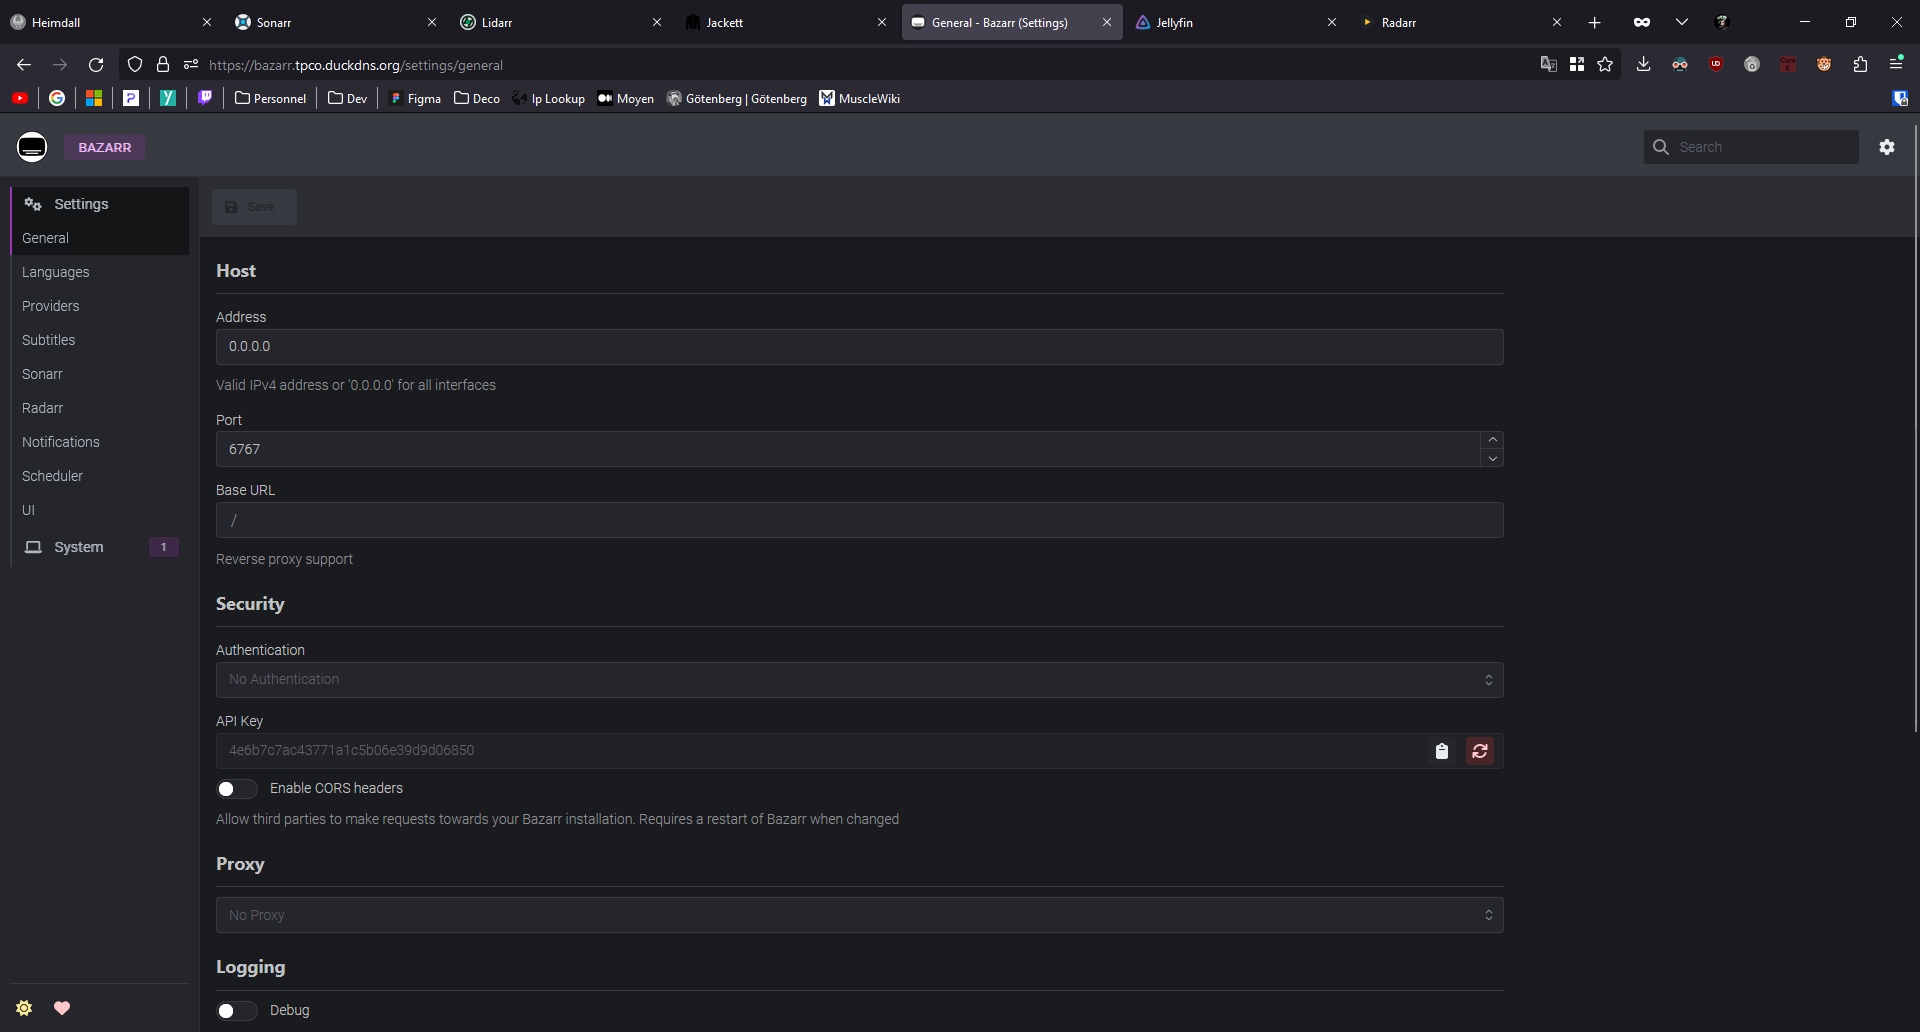 Heimdall
Sonarr
Lidarr
Jackett
General - Bazarr (Settings)
Jellyfin
Radarr
https://bazarr.tpco.duckdns.org/settings/general
Personnel
Dev
Figma
Deco
Ip Lookup
Moyen
Götenberg | Götenberg
MuscleWiki
BAZARR
Search
Settings
General
Languages
Providers
Subtitles
Sonarr
Radarr
Notifications
Scheduler
UI
System 1
Save
Host
Address
0.0.0.0
Valid IPv4 address or '0.0.0.0' for all interfaces
Port
6767
Base URL
/
Reverse proxy support
Security
Authentication
No Authentication
API Key
4e6b7c7ac43771a1c5b06e39d9d06850
Enable CORS headers
Allow third parties to make requests towards your Bazarr installation. Requires a restart of Bazarr when changed
Proxy
No Proxy
Logging
Debug